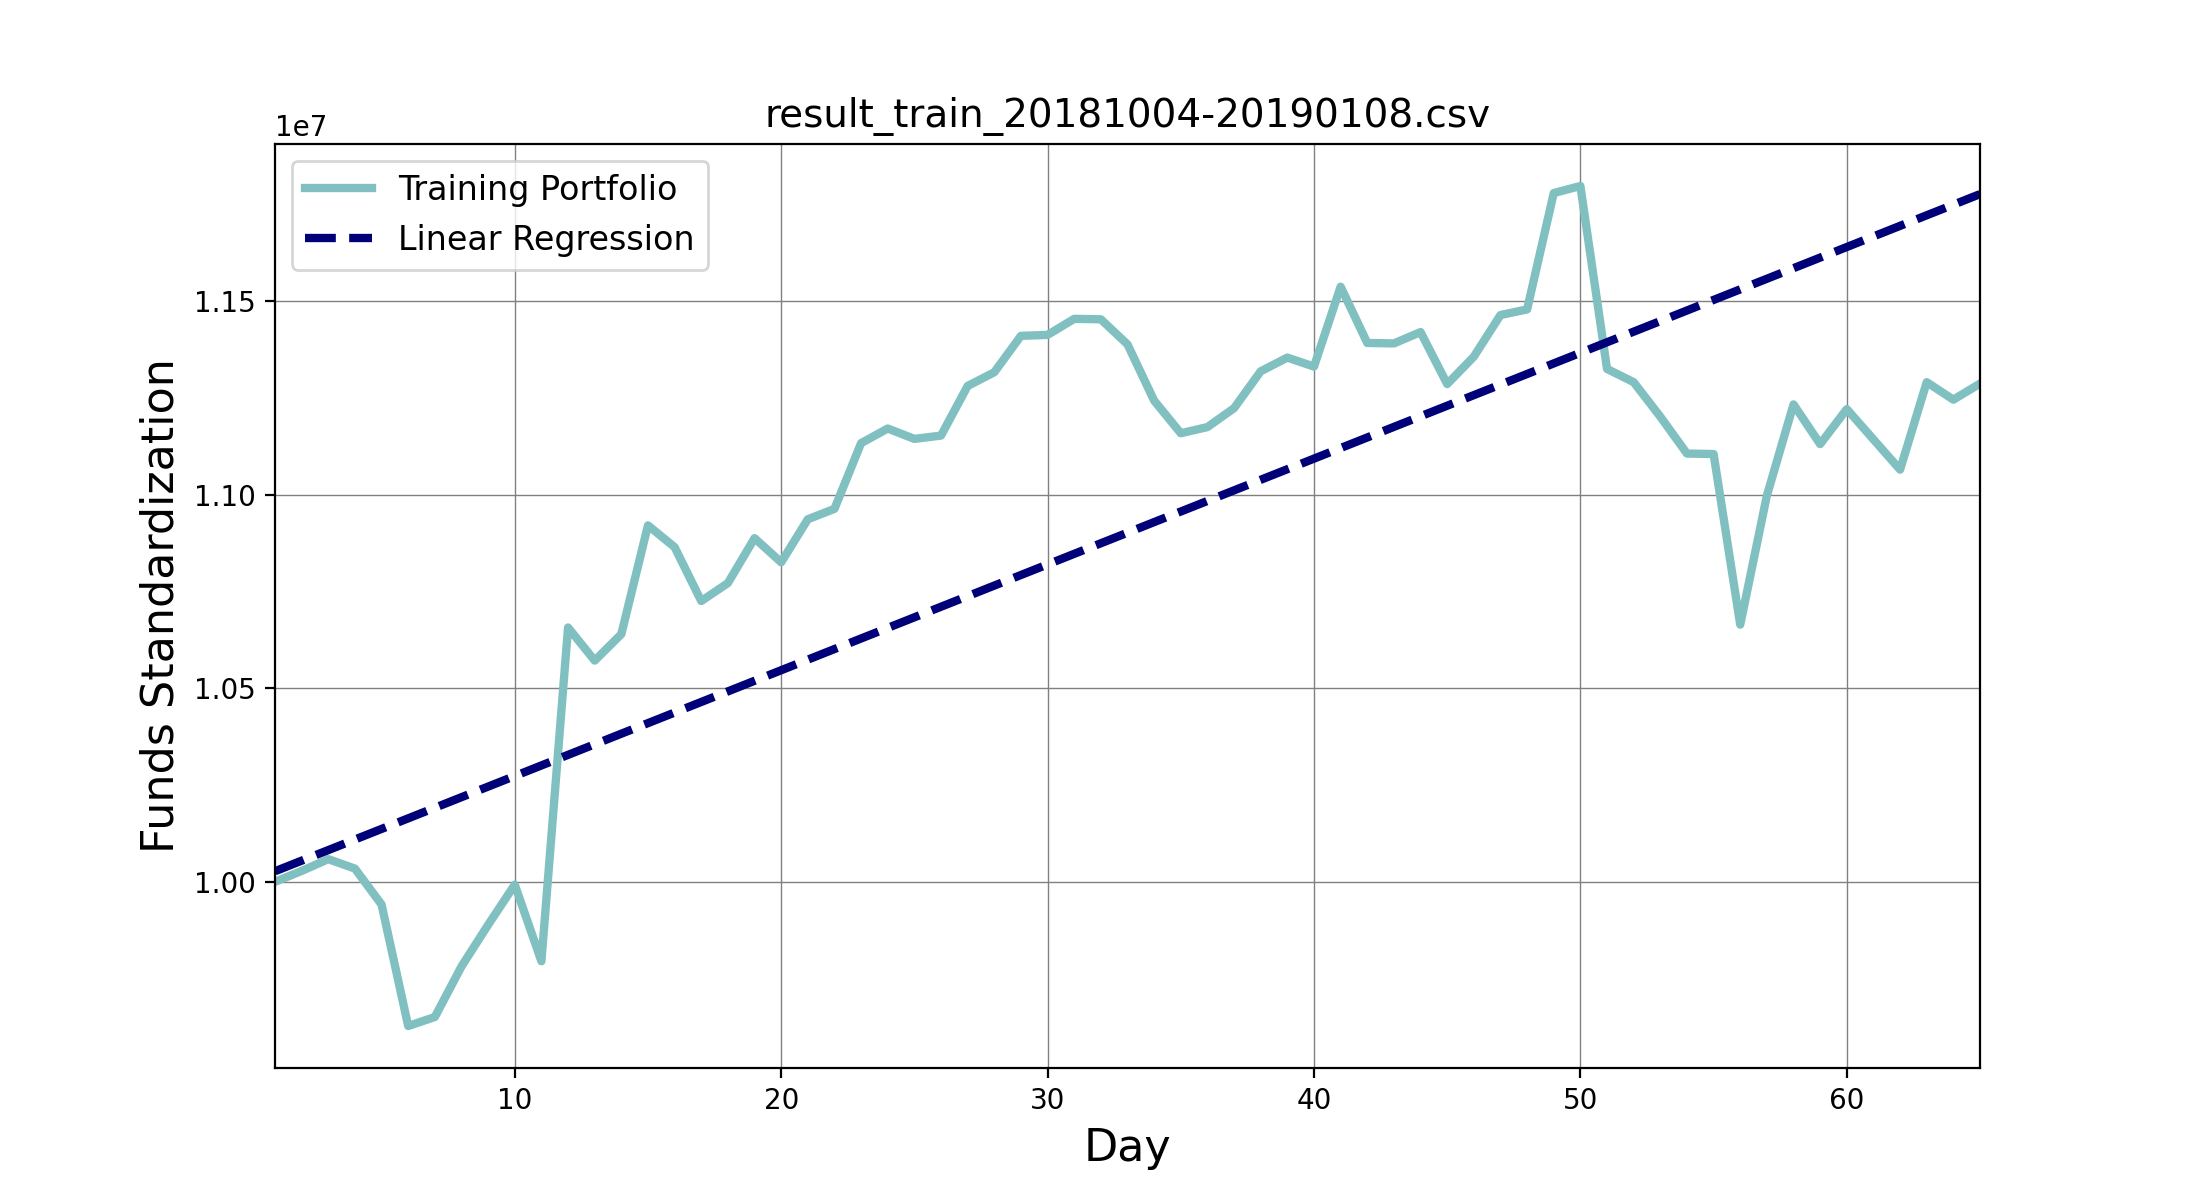 result_train_20181004-20190108.csv
1e7
Training Portfolio
Linear Regression
1.15
1.10
1.05
1.00
Funds Standardization
10 20 30 40 50 60
Day